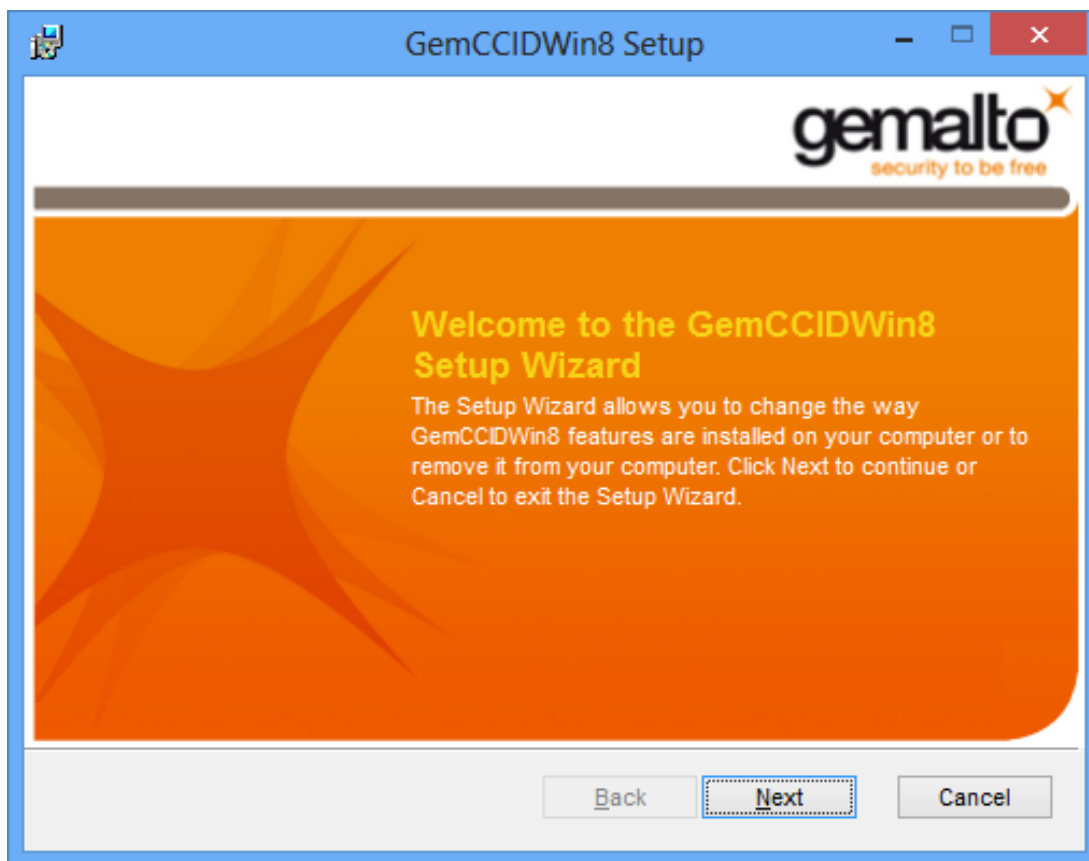 GemCCIDWin8 Setup
gemalto
security to be free
Welcome to the GemCCIDWin8
Setup Wizard
The Setup Wizard allows you to change the way
GemCCIDWin8 features are installed on your computer or to
remove it from your computer. Click Next to continue or
Cancel to exit the Setup Wizard.
Back Next Cancel